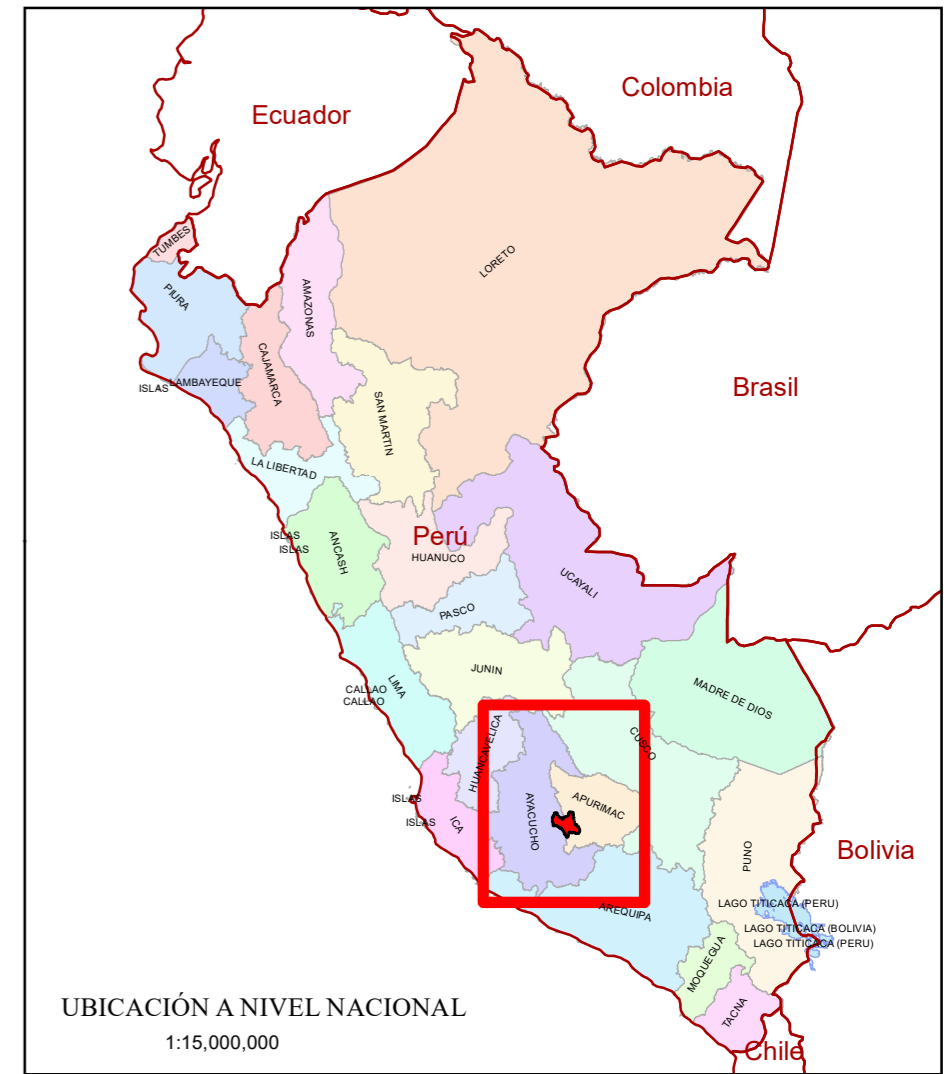 Colombia
Ecuador
TUMBES
LORETO
PIURA
AMAZONAS
CAJAMARCA
ISLAS
LAMBAYEQUE
Brasil
SAN MARTIN
LA LIBERTAD
ISLAS
ISLAS
ANCASH
Perú
HUANUCO
UCAYALI
PASCO
JUNIN
LIMA
CALLAO
CALLAO
MADRE DE DIOS
CUSCO
HUANCAVELICA
ISLAS
ISLAS
ICA
AYACUCHO
APURIMAC
PUNO
Bolivia
LAGO TITICACA (PERU)
AREQUIPA
LAGO TITICACA (BOLIVIA)
LAGO TITICACA (PERU)
MOQUEGUA
TACNA
UBICACIÓN A NIVEL NACIONAL
1:15,000,000
Chile